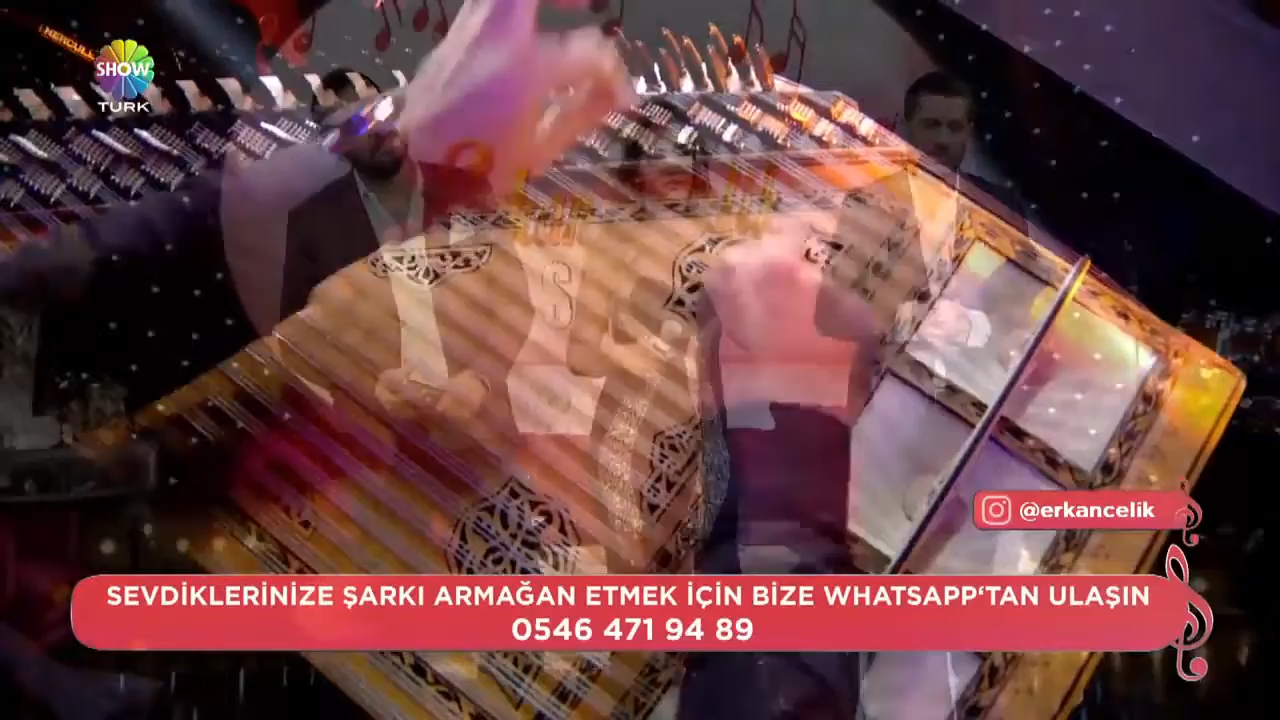 HERCULE
SHOW
TURK
S
@erkancelik
SEVDİKLERİNİZE ŞARKI ARMAĞAN ETMEK İÇİN BİZE WHATSAPP‘TAN ULAŞIN
0546 471 94 89